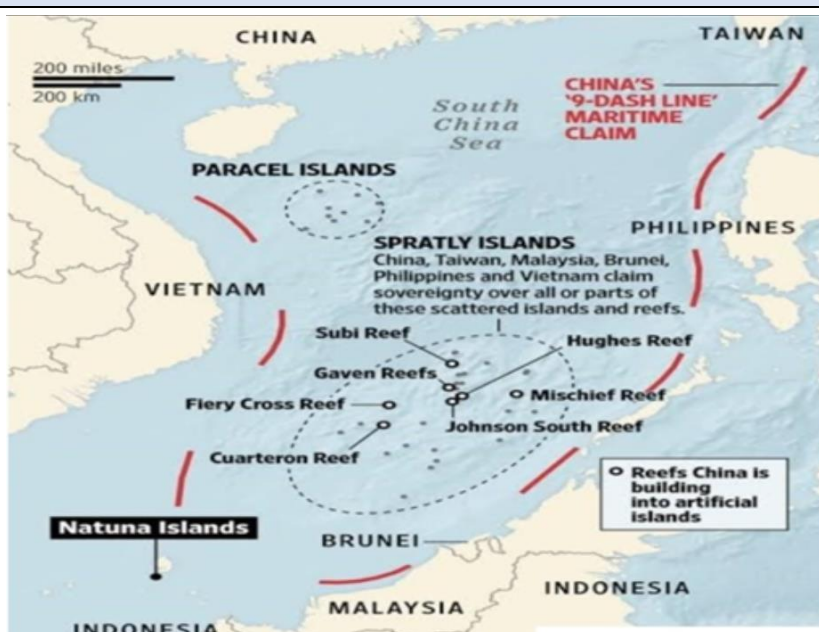 CHINA
TAIWAN
200 miles
200 km
CHINA'S
'9-DASH LINE'
MARITIME
CLAIM
South
China
Sea
PARACEL ISLANDS
PHILIPPINES
SPRATLY ISLANDS
China, Taiwan, Malaysia, Brunei,
Philippines and Vietnam claim
sovereignty over all or parts of
these scattered islands and reefs.
VIETNAM
Subi Reef
Hughes Reef
Gaven Reefs
Mischief Reef
Fiery Cross Reef
Johnson South Reef
Cuarteron Reef
Reefs China is
building
into artificial
islands
Natuna Islands
BRUNEI
INDONESIA
MALAYSIA
INDONESIA